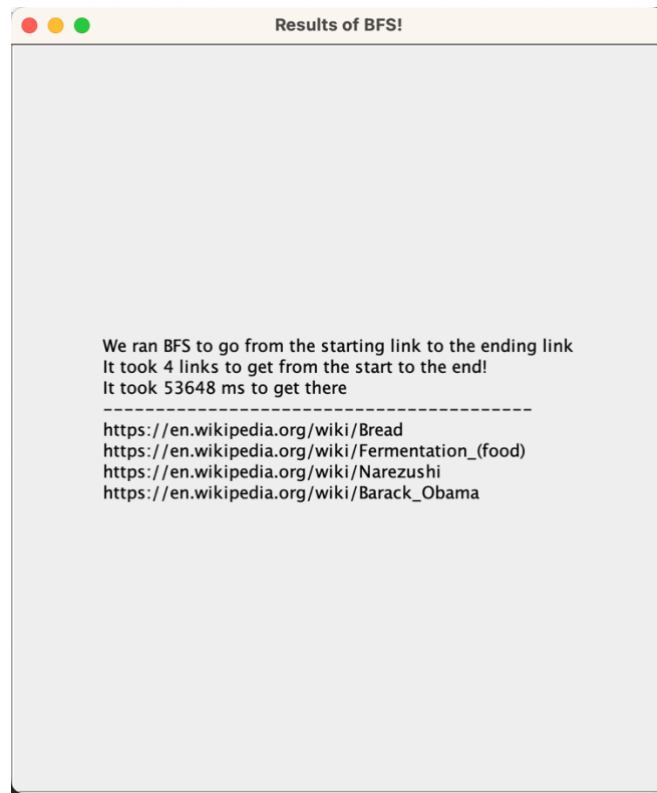 Results of BFS!
We ran BFS to go from the starting link to the ending link
It took 4 links to get from the start to the end!
It took 53648 ms to get there
-----------------------------------------
https://en.wikipedia.org/wiki/Bread
https://en.wikipedia.org/wiki/Fermentation_(food)
https://en.wikipedia.org/wiki/Narezushi
https://en.wikipedia.org/wiki/Barack_Obama